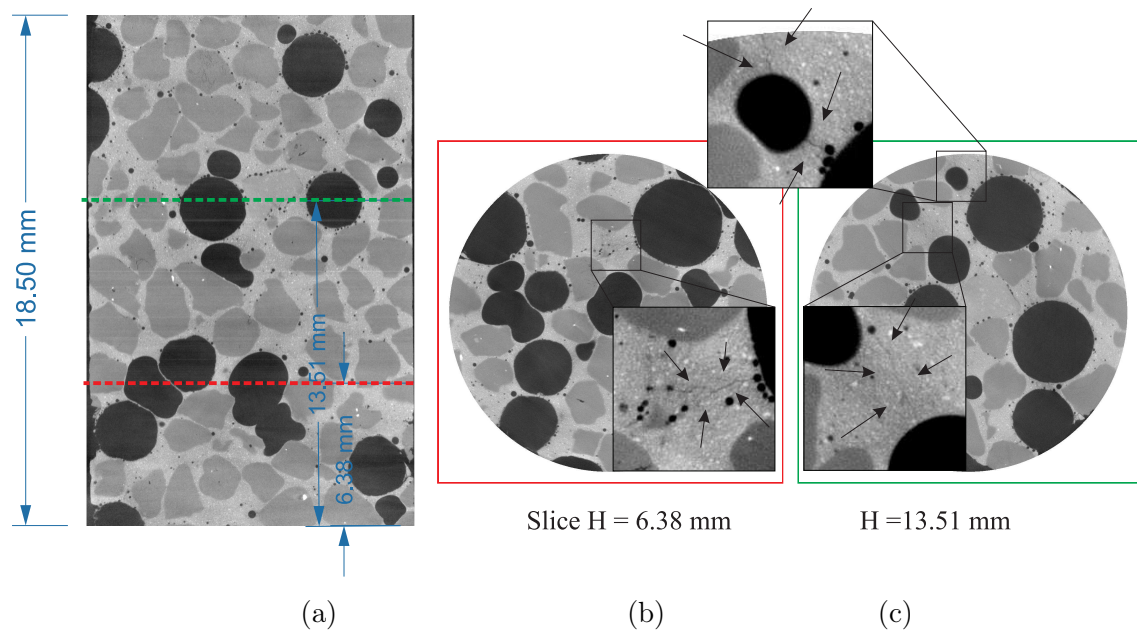 18.50 mm
13.51 mm
6.38 mm
Slice H = 6.38 mm
H =13.51 mm
(a)
(b)
(c)